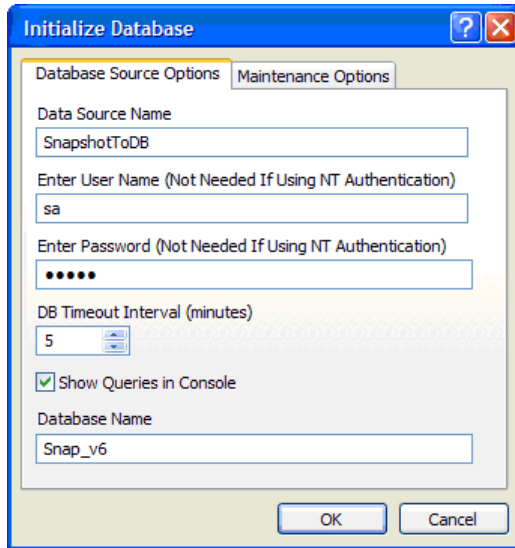 Initialize Database
Database Source Options Maintenance Options
Data Source Name
SnapshotToDB
Enter User Name (Not Needed If Using NT Authentication)
sa
Enter Password (Not Needed If Using NT Authentication)
•••••
DB Timeout Interval (minutes)
5
Show Queries in Console
Database Name
Snap_v6
OK Cancel